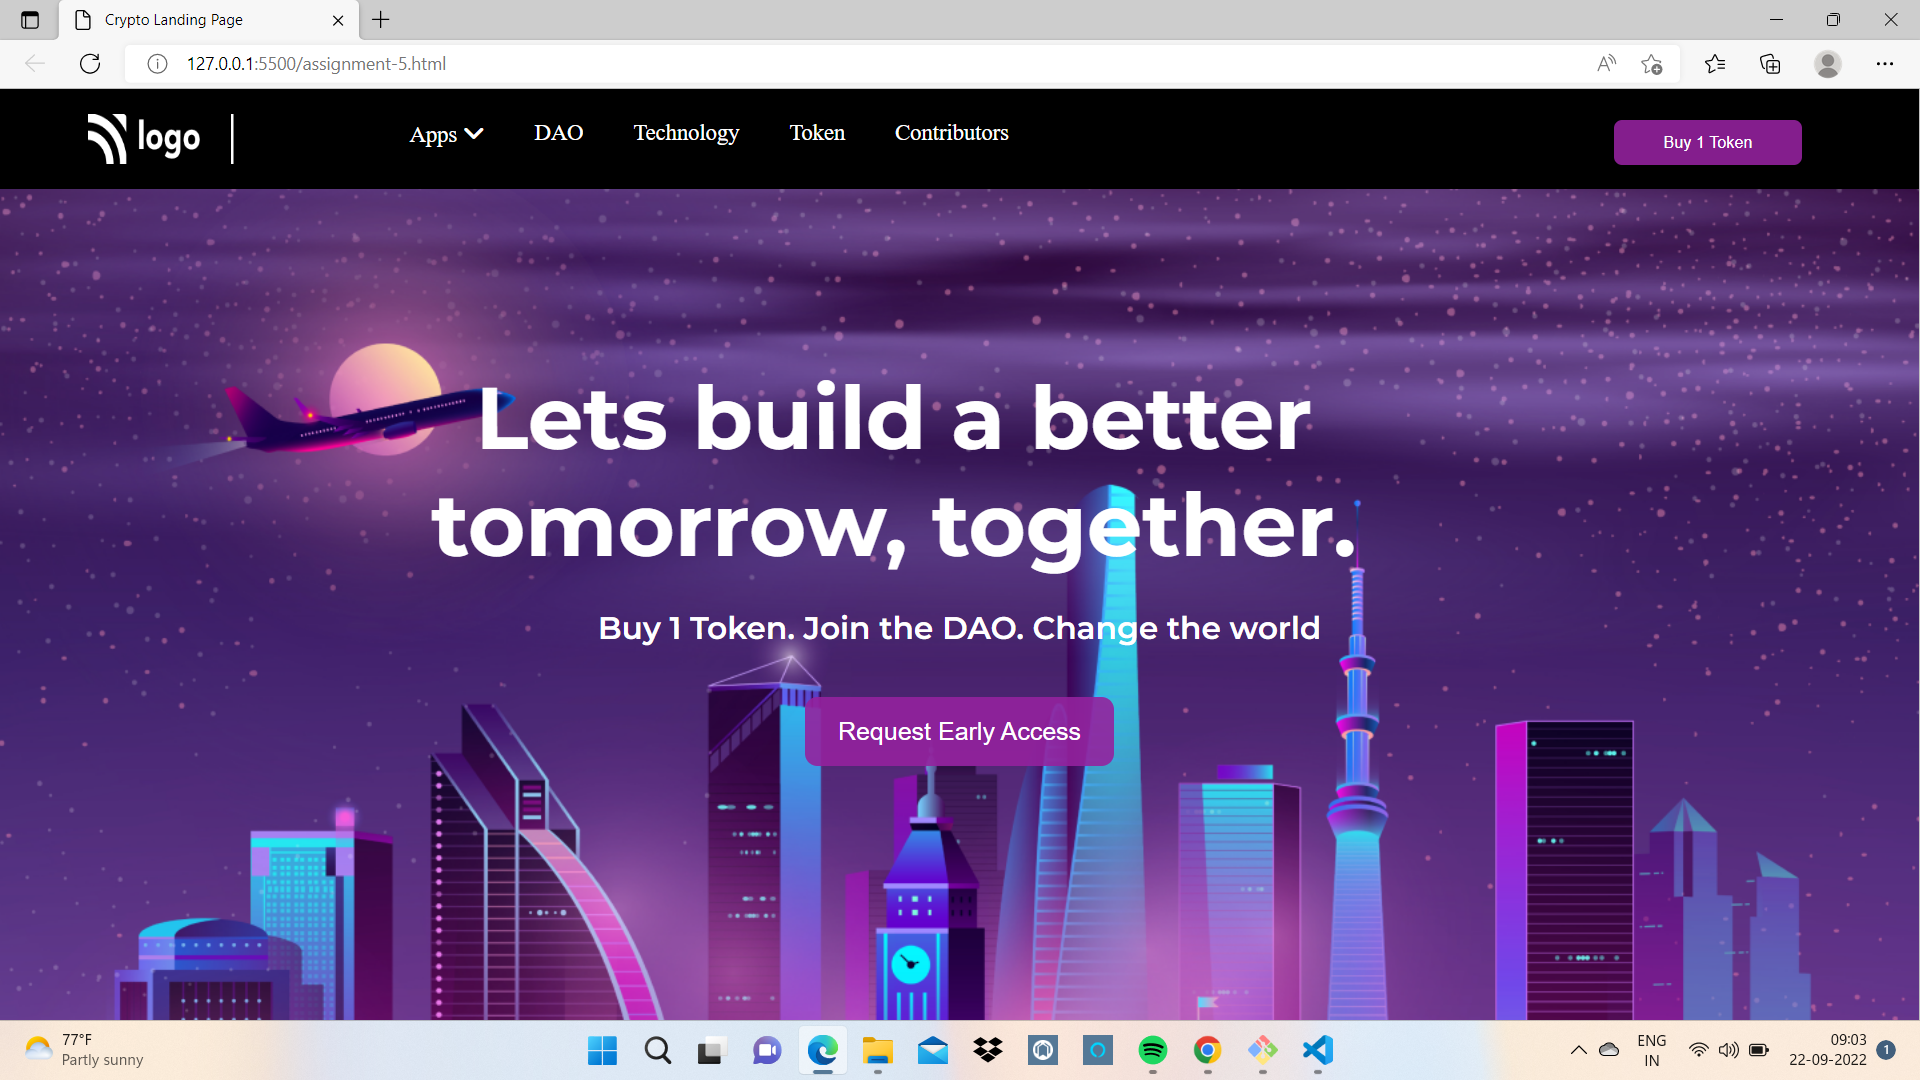 Crypto Landing Page
127.0.0.1:5500/assignment-5.html
logo
Apps DAO Technology Token Contributors
Buy 1 Token
Lets build a better
tomorrow, together.
Buy 1 Token. Join the DAO. Change the world
Request Early Access
77°F
Partly sunny
ENG
IN
09:03
22-09-2022
1